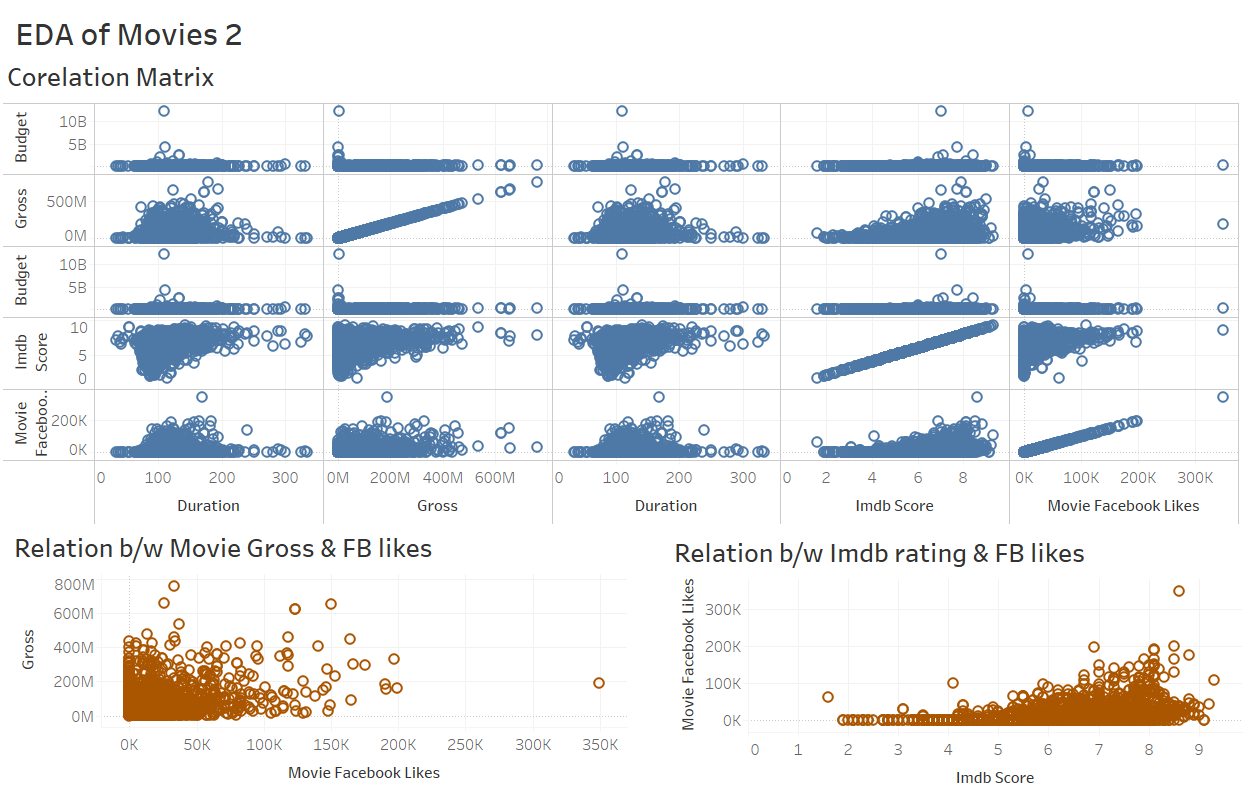 EDA of Movies 2
Corelation Matrix
Budget
10B
5B
Gross
500M
0M
Budget
10B
5B
Imdb
Score
10
5
0
Movie
Faceboo..
200K
0K
0 100 200 300 0M 200M 400M 600M 0 100 200 300 0 2 4 6 8 0K 100K 200K 300K
Duration Gross Duration Imdb Score Movie Facebook Likes
Relation b/w Movie Gross & FB likes
Gross
800M
600M
400M
200M
0M
0K 50K 100K 150K 200K 250K 300K 350K
Movie Facebook Likes
Relation b/w Imdb rating & FB likes
Movie Facebook Likes
300K
200K
100K
0K
0 1 2 3 4 5 6 7 8 9
Imdb Score